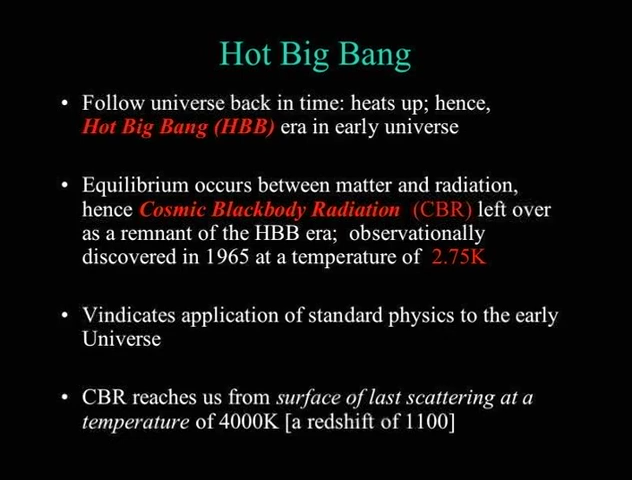 Hot Big Bang
• Follow universe back in time: heats up; hence,
Hot Big Bang (HBB) era in early universe
• Equilibrium occurs between matter and radiation,
hence Cosmic Blackbody Radiation (CBR) left over
as a remnant of the HBB era; observationally
discovered in 1965 at a temperature of 2.75K
• Vindicates application of standard physics to the early
Universe
• CBR reaches us from surface of last scattering at a
temperature of 4000K [a redshift of 1100]